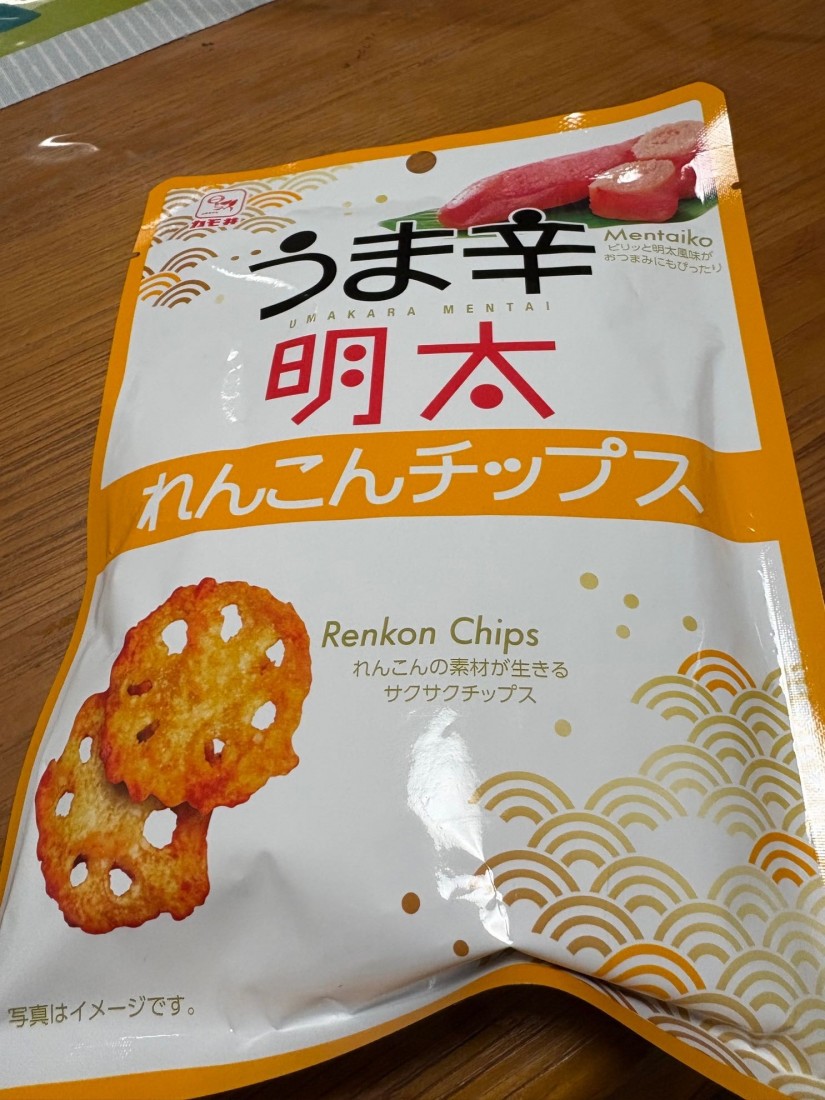 カモ井
うま辛
UMAKARA MENTAI
明太
Mentaiko
ピリッと明太風味が
おつまみにもぴったり
れんこんチップス
Renkon Chips
れんこんの素材が生きる
サクサクチップス
写真はイメージです。